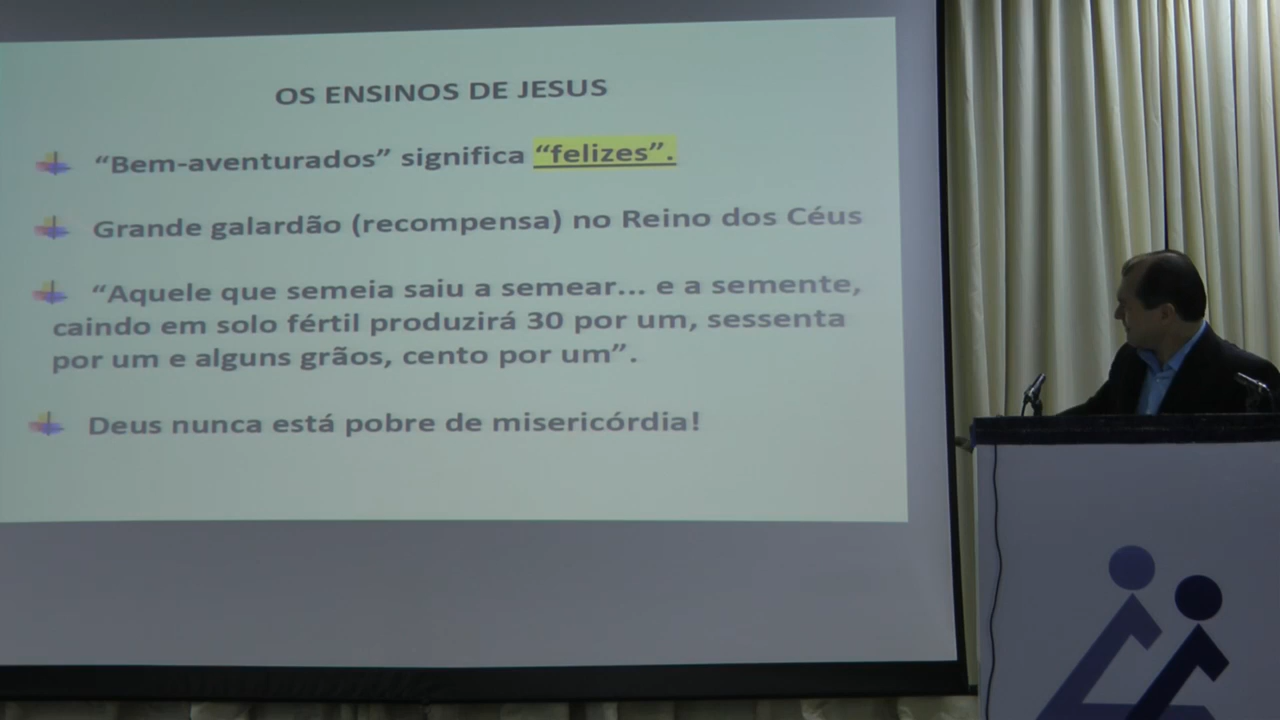 OS ENSINOS DE JESUS
“Bem-aventurados” significa “felizes”.
Grande galardão (recompensa) no Reino dos Céus
“Aquele que semeia saiu a semear... e a semente,
caindo em solo fértil produzirá 30 por um, sessenta
por um e alguns grãos, cento por um”.
Deus nunca está pobre de misericórdia!